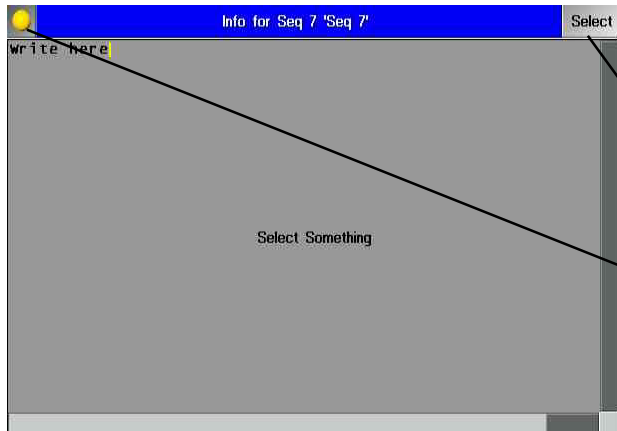 Info for Seq 7 'Seq 7'
Select
Write here
Select Something